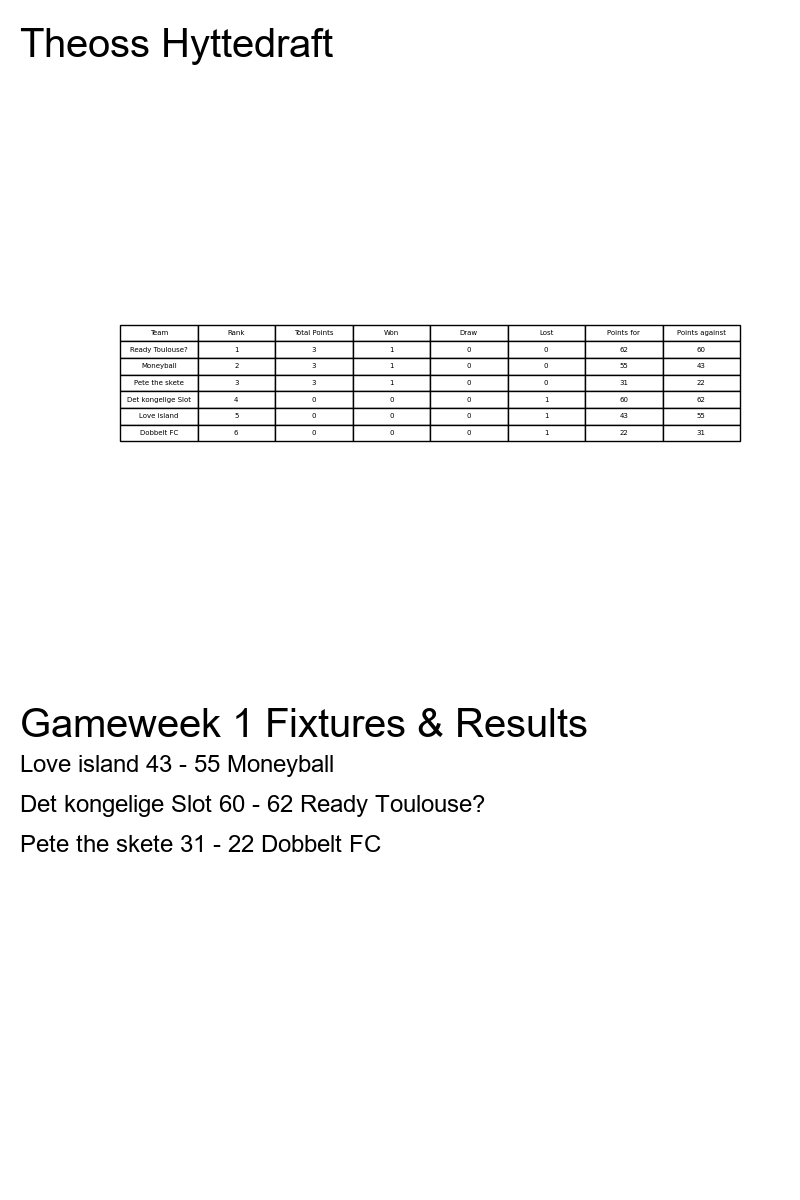 Theoss Hyttedraft
Team Rank Total Points Won Draw Lost Points for Points against
Ready Toulouse? 1 3 1 0 0 62 60
Moneyball 2 3 1 0 0 55 43
Pete the skete 3 3 1 0 0 31 22
Det kongelige Slot 4 0 0 0 1 60 62
Love island 5 0 0 0 1 43 55
Dobbelt FC 6 0 0 0 1 22 31
Gameweek 1 Fixtures & Results
Love island 43 - 55 Moneyball
Det kongelige Slot 60 - 62 Ready Toulouse?
Pete the skete 31 - 22 Dobbelt FC